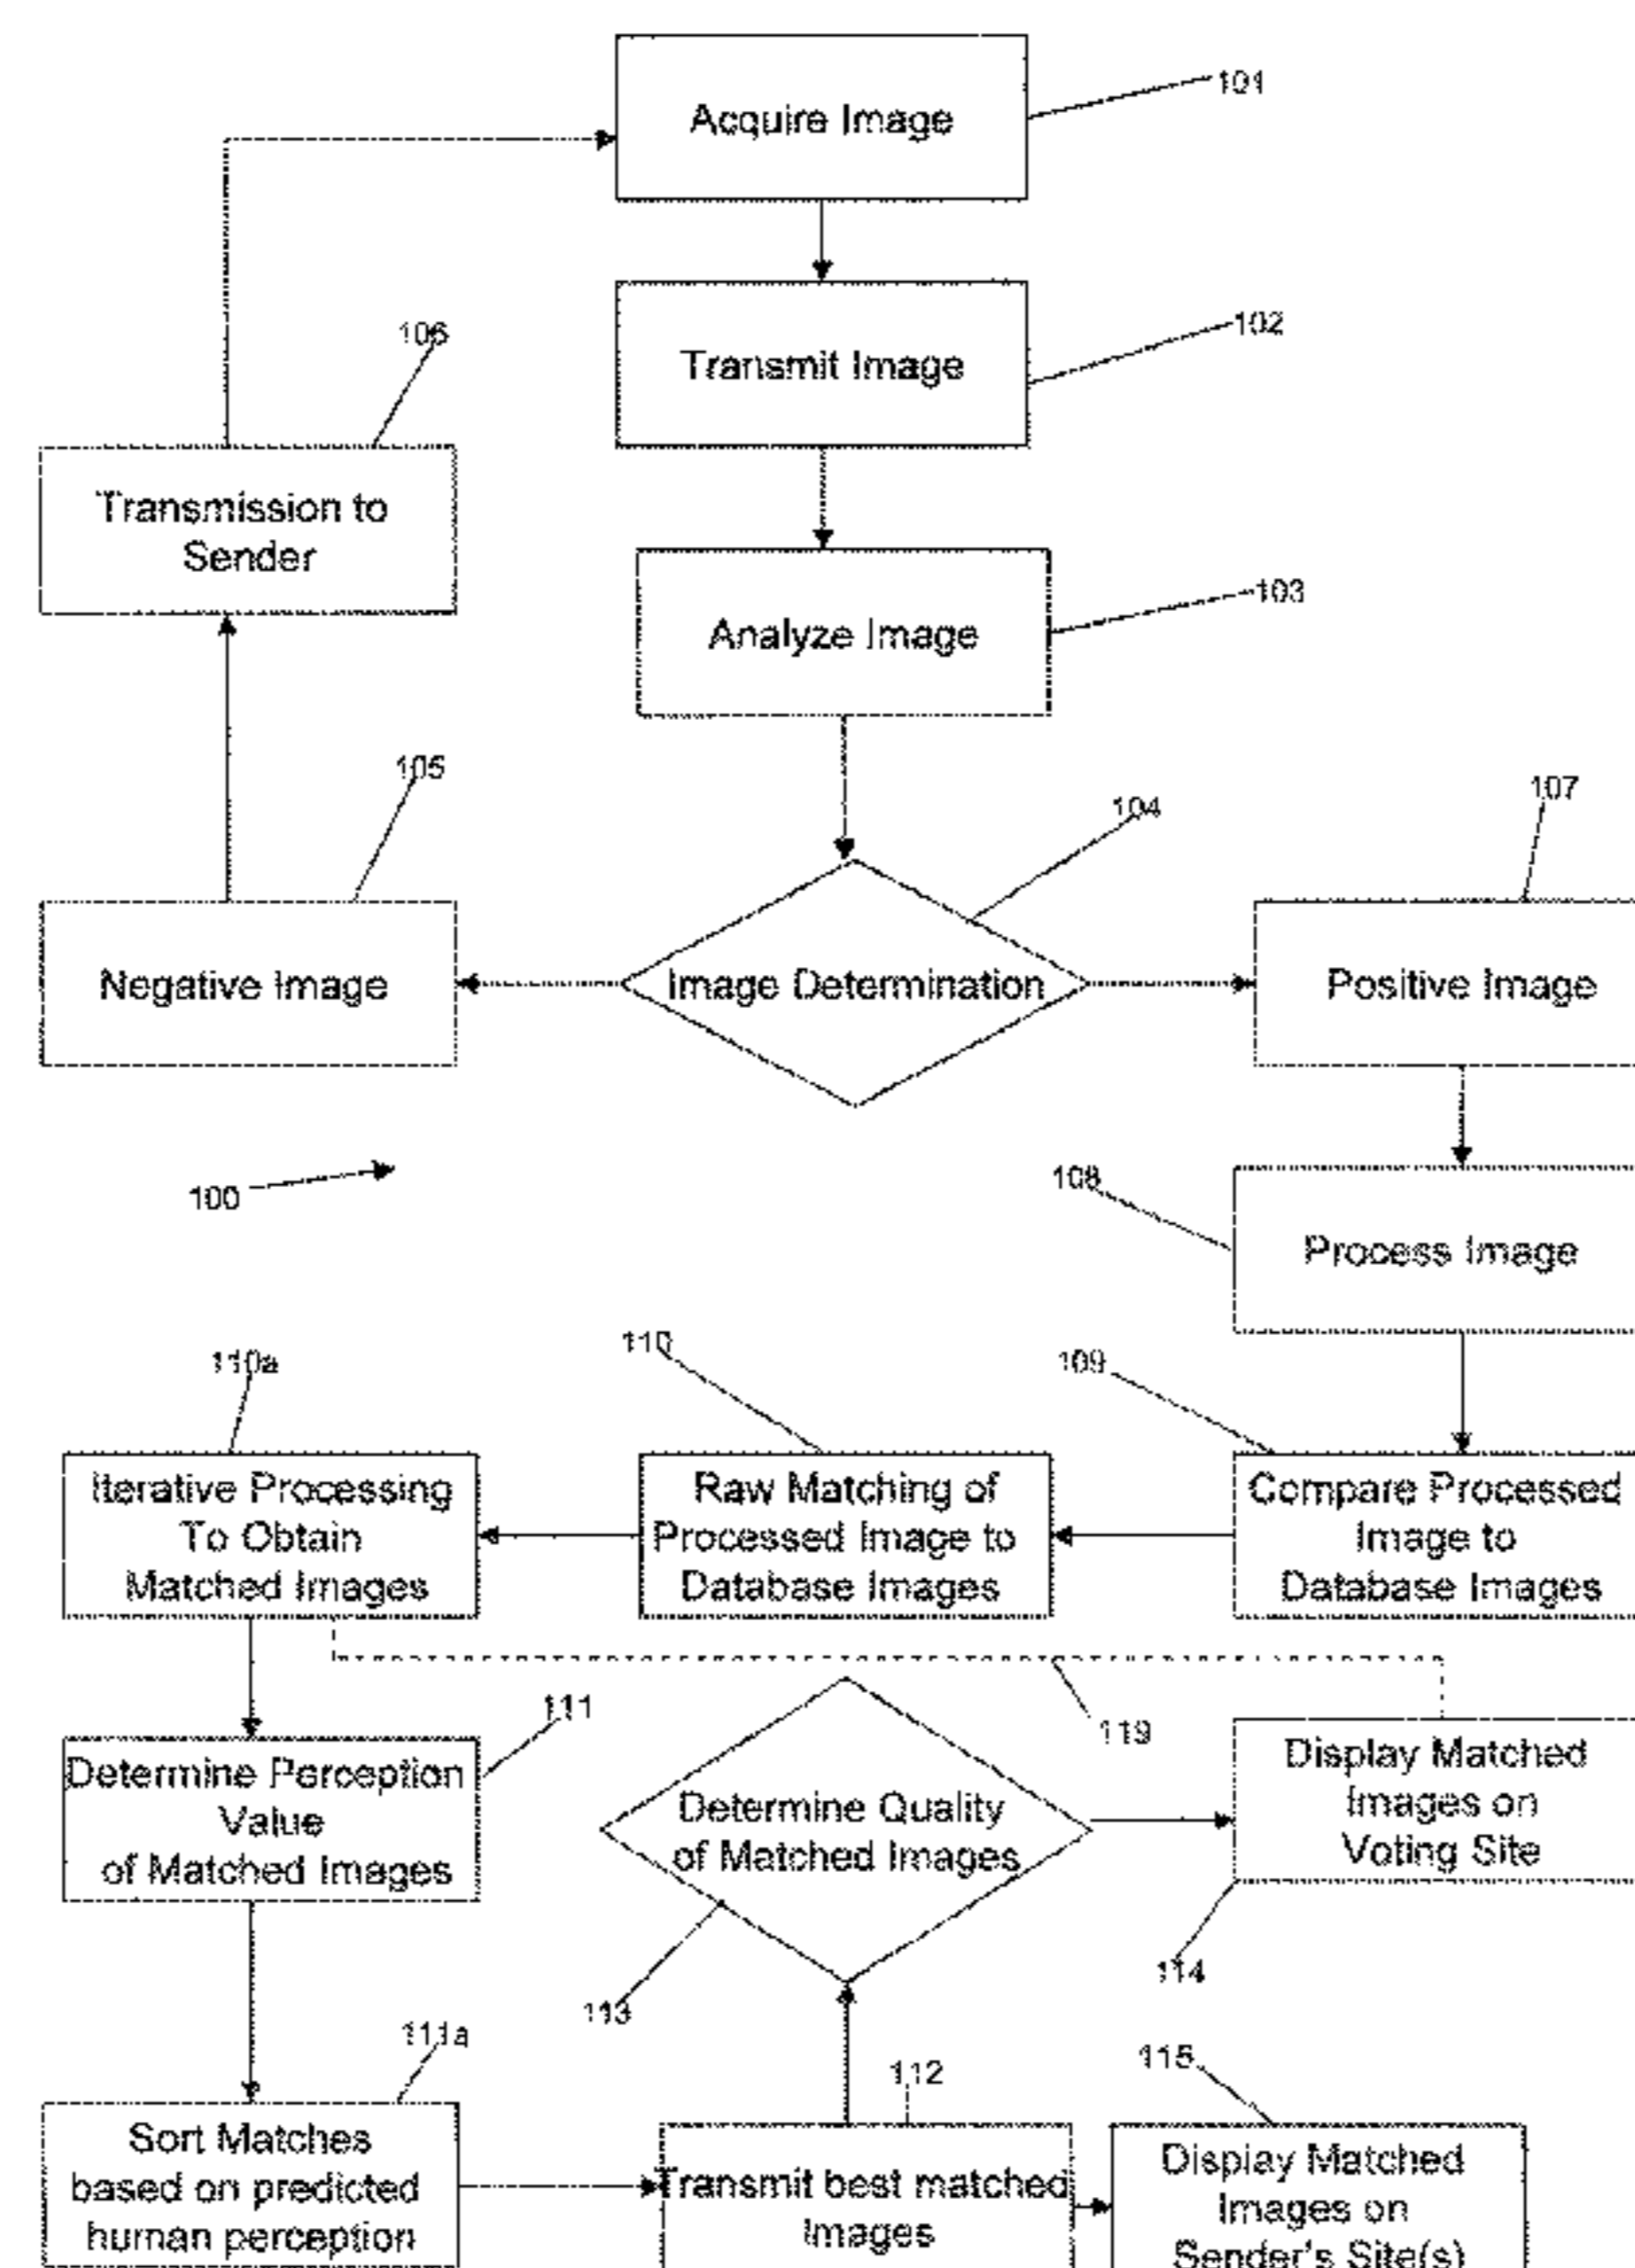 101
Acquire Image
102
Transmit Image
106
Transmission to
Sender
103
Analyze Image
105
104
107
Negative Image
Image Determination
Positive Image
100
108
Process Image
110a
110
109
Iterative Processing
To Obtain
Matched Images
Raw Matching of
Processed Image to
Database Images
Compare Processed
Image to
Database Images
111
119
Determine Perception
Value
of Matched Images
Determine Quality
of Matched Images
Display Matched
Images on
Voting Site
113
114
111a
112
115
Sort Matches
based on predicted
human perception
Transmit best matched
Images
Display Matched
Images on
Sender's Site(s)